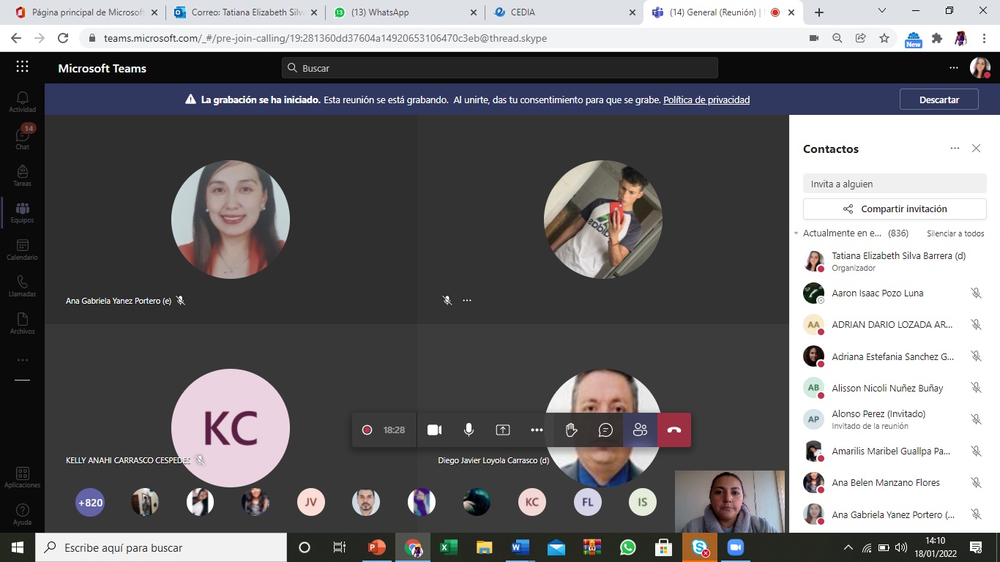 Página principal de Microsoft
Correo: Tatiana Elizabeth Silv
(13) WhatsApp
CEDIA
(14) General (Reunión) |
teams.microsoft.com/_#/pre-join-calling/19:281360dd37604a14920653106470c3eb@thread.skype
New
Microsoft Teams
Buscar
La grabación se ha iniciado. Esta reunión se está grabando. Al unirte, das tu consentimiento para que se grabe. Política de privacidad
Descartar
Actividad
14
Chat
Tareas
Equipos
Calendario
Llamadas
Archivos
Aplicaciones
Ayuda
adidas
Ana Gabriela Yanez Portero (e)
KC
KELLY ANAHI CARRASCO CESPEDES
Diego Javier Loyola Carrasco (d)
18:28
+820
JV
KC
FL
IS
Contactos
Invita a alguien
Compartir invitación
Actualmente en e... (836)
Silenciar a todos
Tatiana Elizabeth Silva Barrera (d)
Organizador
Aaron Isaac Pozo Luna
AA
ADRIAN DARIO LOZADA AR...
Adriana Estefania Sanchez G...
AB
Alisson Nicoli Nuñez Buñay
AP
Alonso Perez (Invitado)
Invitado de la reunión
Amarilis Maribel Guallpa Pa...
Ana Belen Manzano Flores
Ana Gabriela Yanez Portero (...
Escribe aquí para buscar
14:10
18/01/2022